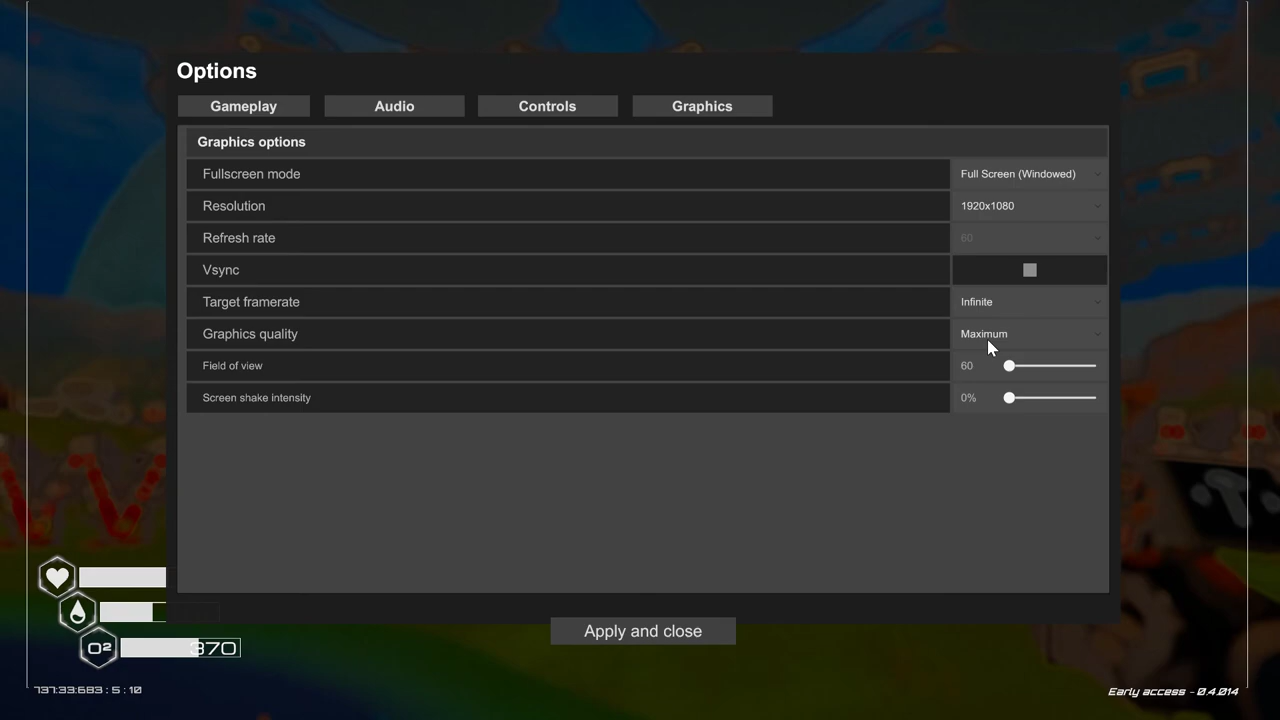 Options
Gameplay Audio Controls Graphics
Graphics options
Fullscreen mode Full Screen (Windowed)
Resolution 1920x1080
Refresh rate 60
Vsync
Target framerate Infinite
Graphics quality Maximum
Field of view 60
Screen shake intensity 0%
Apply and close
O2 370
737:33:683 : 5 : 10
Early access - 0.4.014